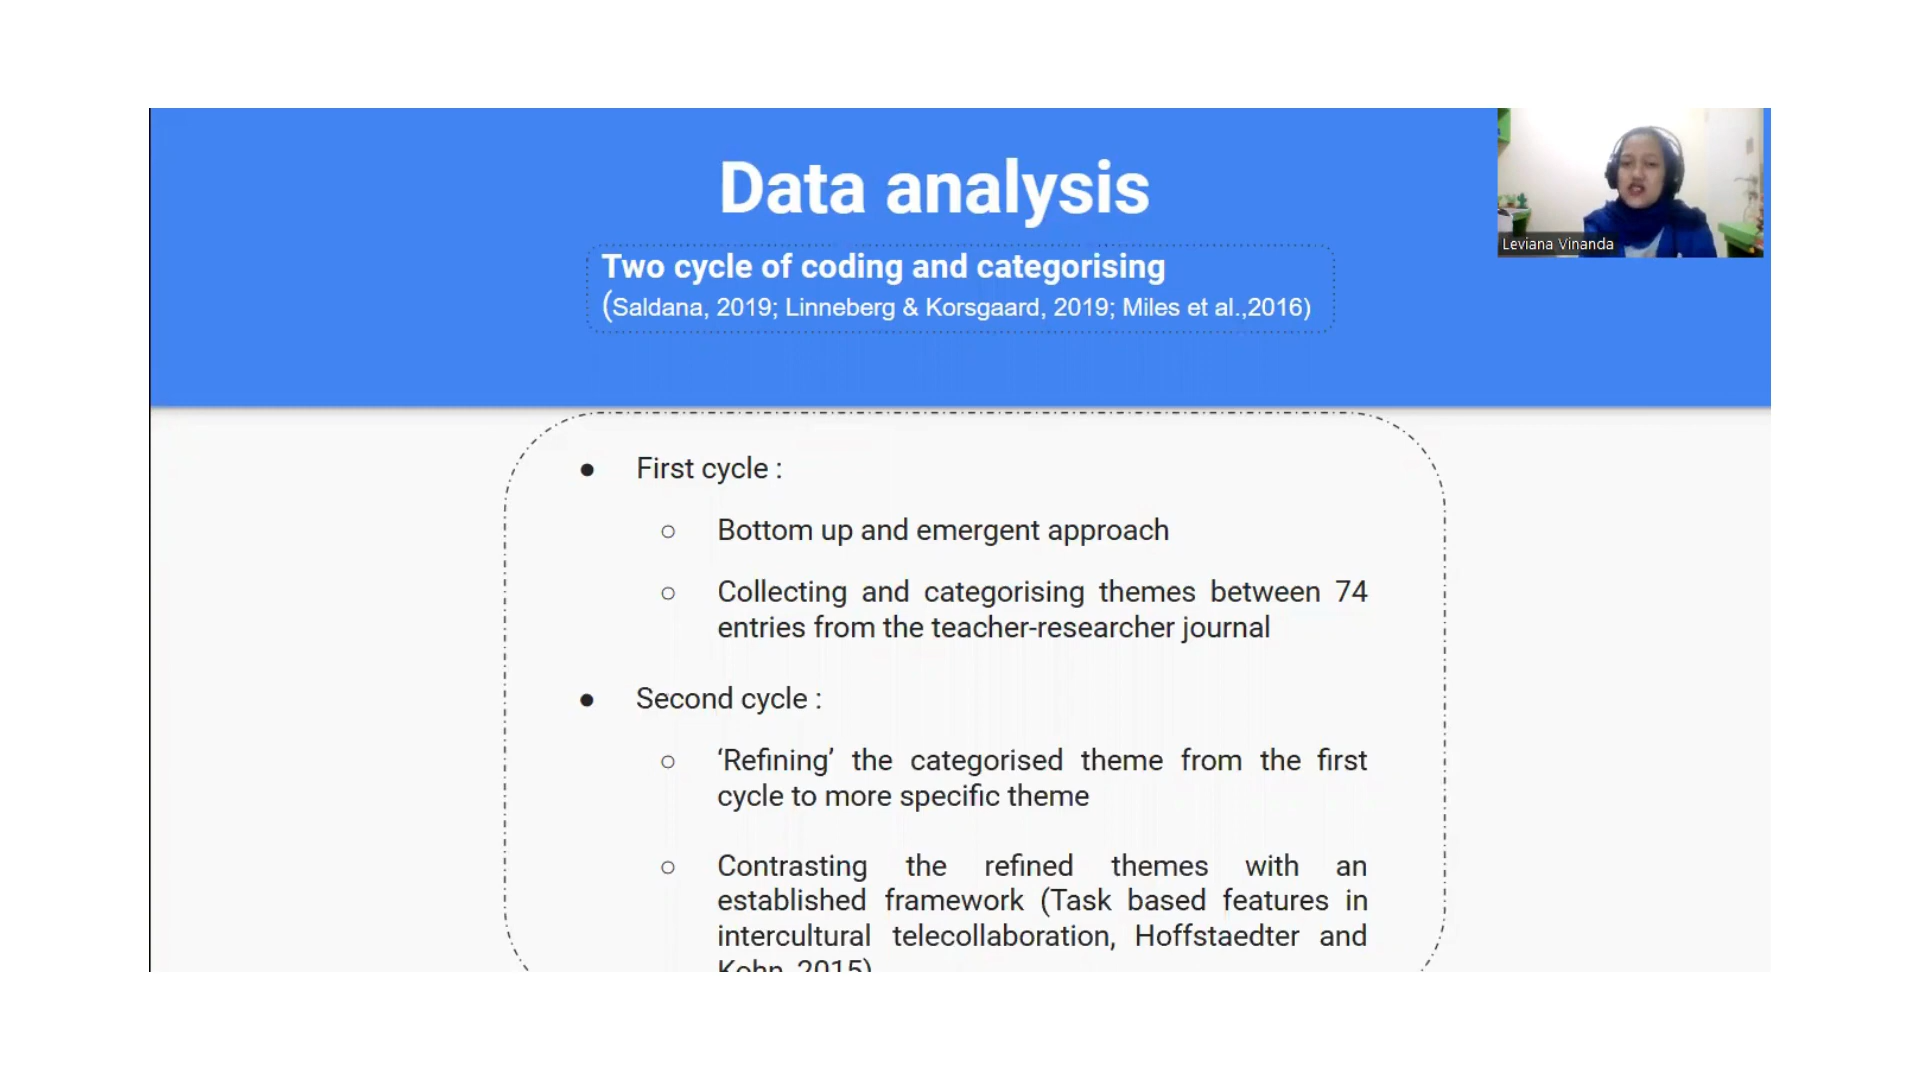 Data analysis
Leviana Vinanda
Two cycle of coding and categorising
(Saldana, 2019; Linneberg & Korsgaard, 2019; Miles et al.,2016)
● First cycle :
○ Bottom up and emergent approach
○ Collecting and categorising themes between 74
entries from the teacher-researcher journal
● Second cycle :
○ ‘Refining’ the categorised theme from the first
cycle to more specific theme
○ Contrasting the refined themes with an
established framework (Task based features in
intercultural telecollaboration, Hoffstaedter and
Kohn, 2015)